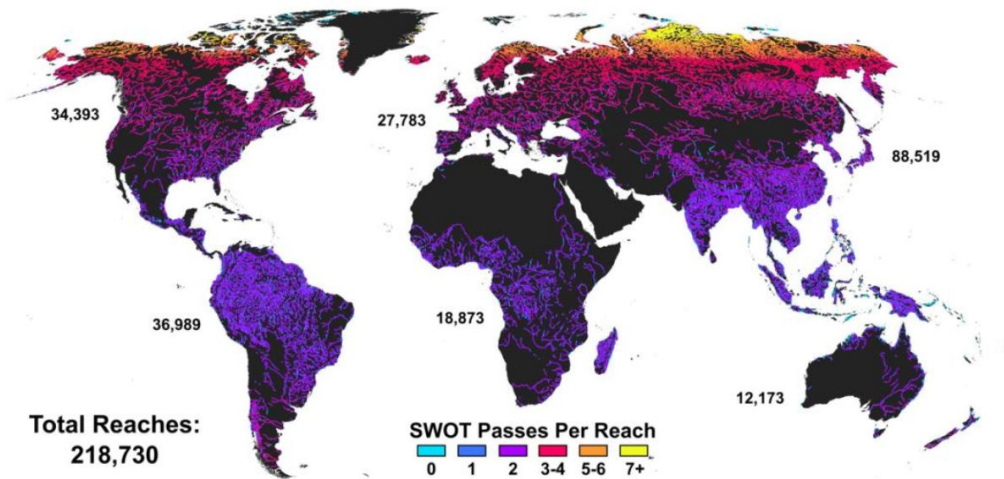 34,393
27,783
88,519
36,989
18,873
12,173
Total Reaches:
218,730
SWOT Passes Per Reach
0 1 2 3-4 5-6 7+